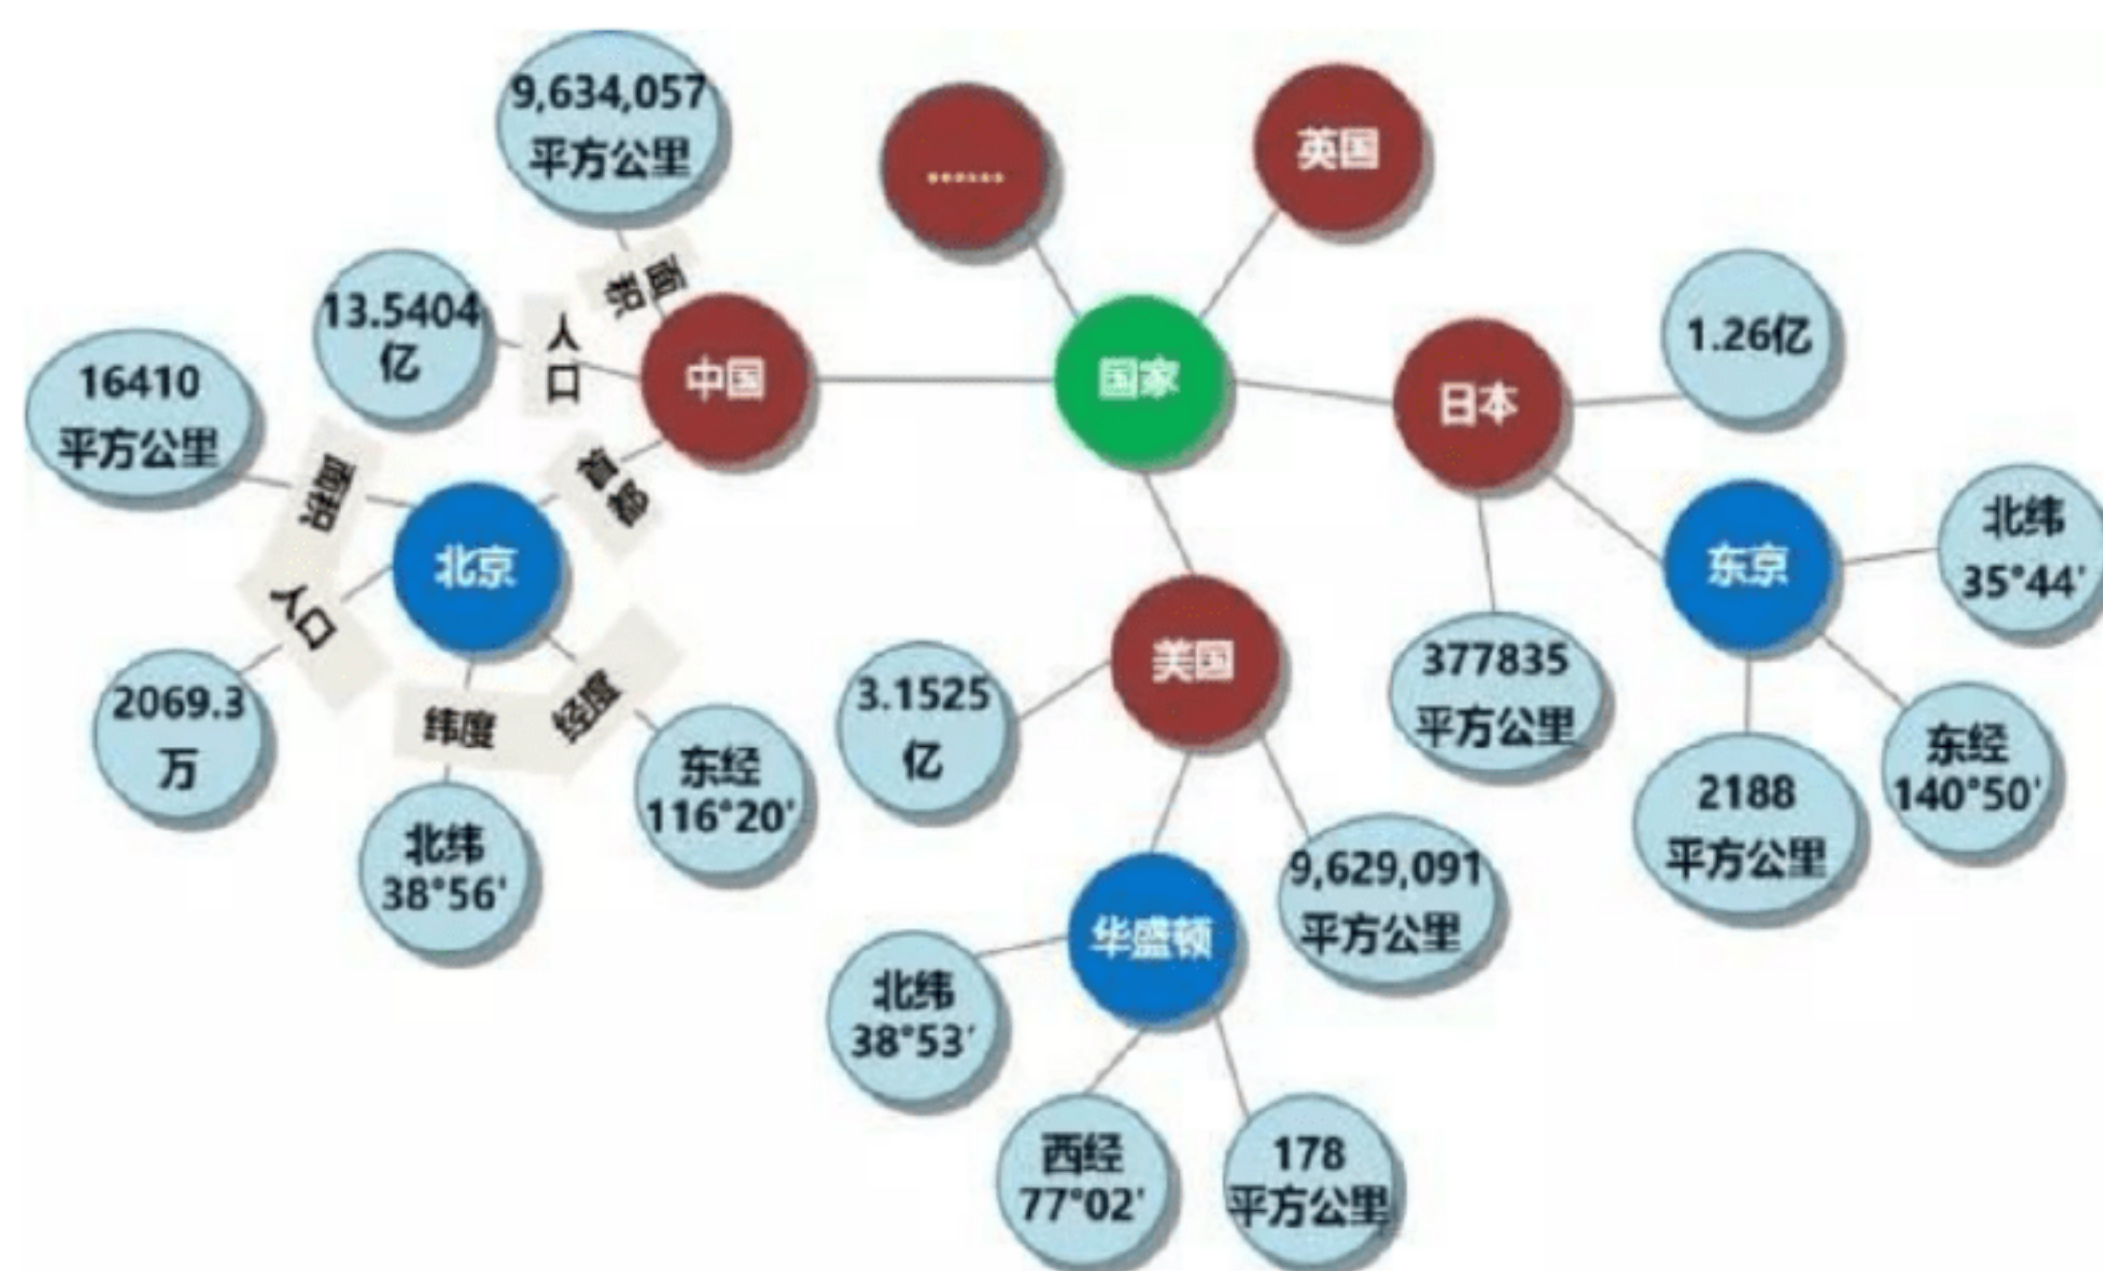 9,634,057
平方公里
……
英国
面积
13.5404
亿
人口
中国
国家
日本
1.26亿
16410
平方公里
面积
首都
北京
人口
东京
北纬
35°44'
2069.3
万
纬度
经度
东经
116°20'
北纬
38°56'
美国
3.1525
亿
377835
平方公里
2188
平方公里
东经
140°50'
华盛顿
9,629,091
平方公里
北纬
38°53'
西经
77°02'
178
平方公里